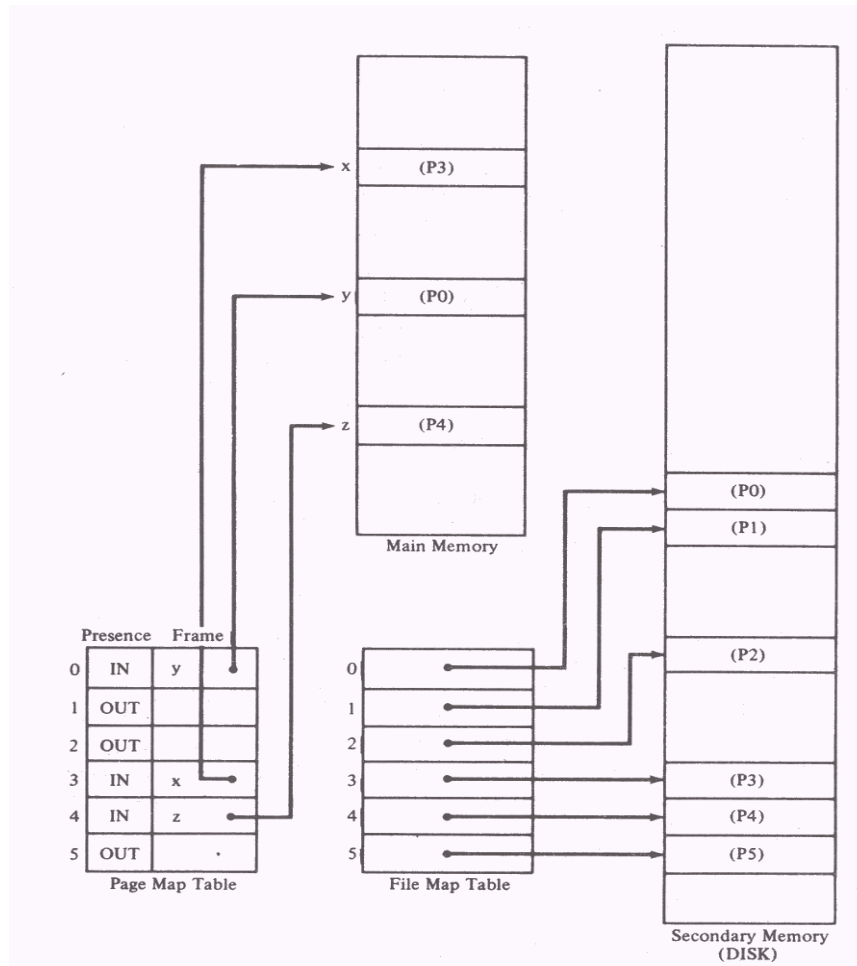 x (P3)
y (P0)
z (P4)
Main Memory
(P0)
(P1)
(P2)
(P3)
(P4)
(P5)
Secondary Memory
(DISK)
Presence Frame
0 IN y
1 OUT
2 OUT
3 IN x
4 IN z
5 OUT
Page Map Table
0
1
2
3
4
5
File Map Table